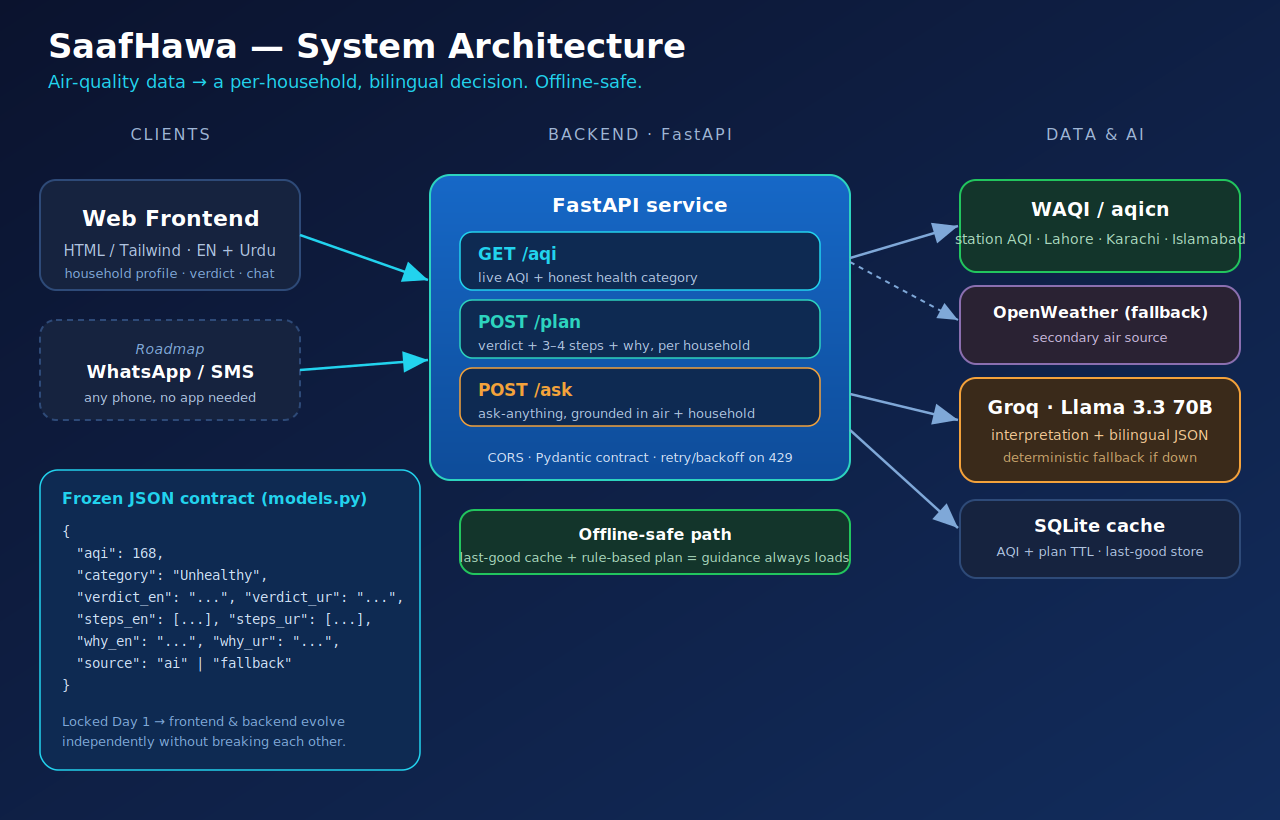 SaafHawa — System Architecture
Air-quality data → a per-household, bilingual decision. Offline-safe.
CLIENTS
Web Frontend
HTML / Tailwind · EN + Urdu
household profile · verdict · chat
Roadmap
WhatsApp / SMS
any phone, no app needed
Frozen JSON contract (models.py)
{
"aqi": 168,
"category": "Unhealthy",
"verdict_en": "...", "verdict_ur": "...",
"steps_en": [...], "steps_ur": [...],
"why_en": "...", "why_ur": "...",
"source": "ai" | "fallback"
}
Locked Day 1 → frontend & backend evolve
independently without breaking each other.
BACKEND · FastAPI
FastAPI service
GET /aqi
live AQI + honest health category
POST /plan
verdict + 3–4 steps + why, per household
POST /ask
ask-anything, grounded in air + household
CORS · Pydantic contract · retry/backoff on 429
Offline-safe path
last-good cache + rule-based plan = guidance always loads
DATA & AI
WAQI / aqicn
station AQI · Lahore · Karachi · Islamabad
OpenWeather (fallback)
secondary air source
Groq · Llama 3.3 70B
interpretation + bilingual JSON
deterministic fallback if down
SQLite cache
AQI + plan TTL · last-good store